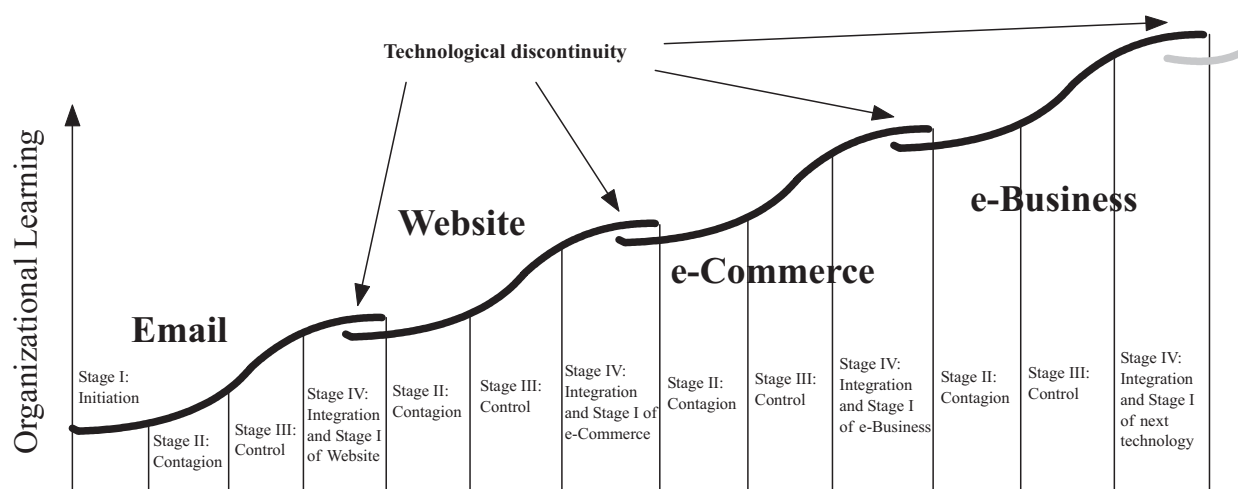 Technological discontinuity
Organizational Learning
Email
Website
e-Commerce
e-Business
Stage I:
Initiation
Stage II:
Contagion
Stage III:
Control
Stage IV:
Integration
and Stage I
of Website
Stage II:
Contagion
Stage III:
Control
Stage IV:
Integration
and Stage I of
e-Commerce
Stage II:
Contagion
Stage III:
Control
Stage IV:
Integration
and Stage I
of e-Business
Stage II:
Contagion
Stage III:
Control
Stage IV:
Integration
and Stage I
of next
technology